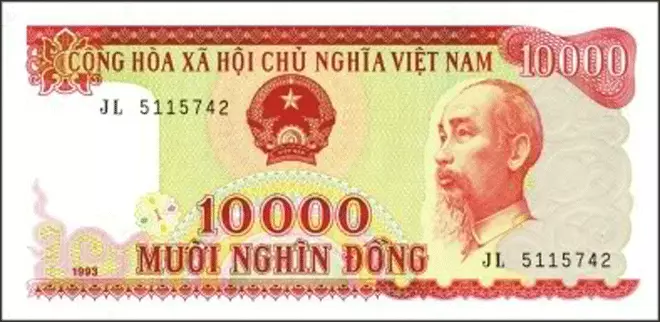 CỘNG HÒA XÃ HỘI CHỦ NGHĨA VIỆT NAM
10000
JL 5115742
10000
MƯỜI NGHÌN ĐỒNG
JL 5115742
1993